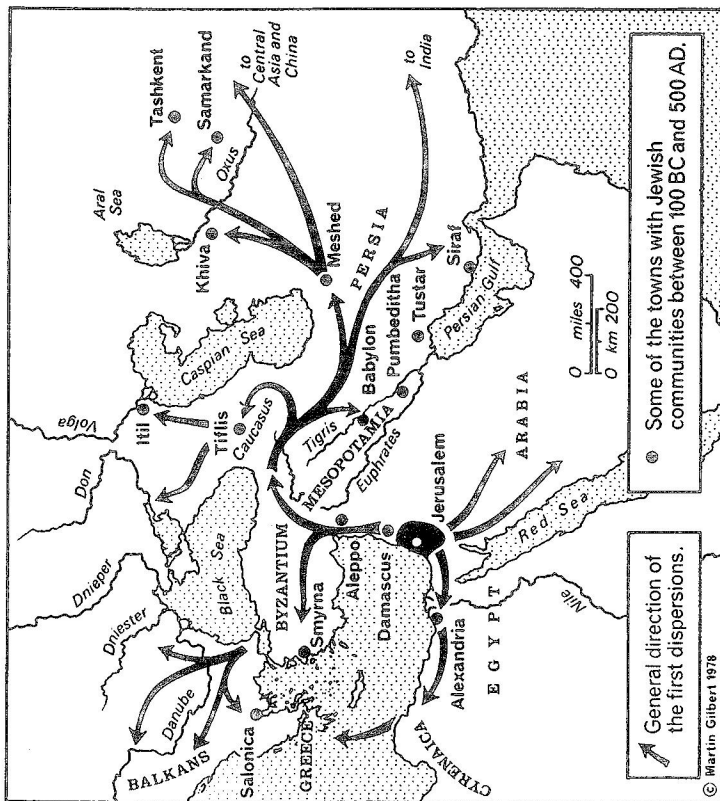 Aral
Sea
Tashkent
Samarkand
Oxus
to
Central
Asia and
China
Khiva
Meshed
Volga
Caspian Sea
Itil
Don
Tiflis
Caucasus
PERSIA
to
India
Dnieper
Dniester
Black Sea
BYZANTIUM
Tigris
MESOPOTAMIA
Euphrates
Babylon
Pumbeditha
Tustar
Siraf
Persian Gulf
Danube
BALKANS
Salonica
GREECE
Smyrna
Aleppo
Damascus
Jerusalem
ARABIA
miles
0 400
0 km 200
CYRENAICA
Alexandria
EGYPT
Nile
Red Sea
General direction of
the first dispersions.
Some of the towns with Jewish
communities between 100 BC and 500 AD.
© Martin Gilbert 1978